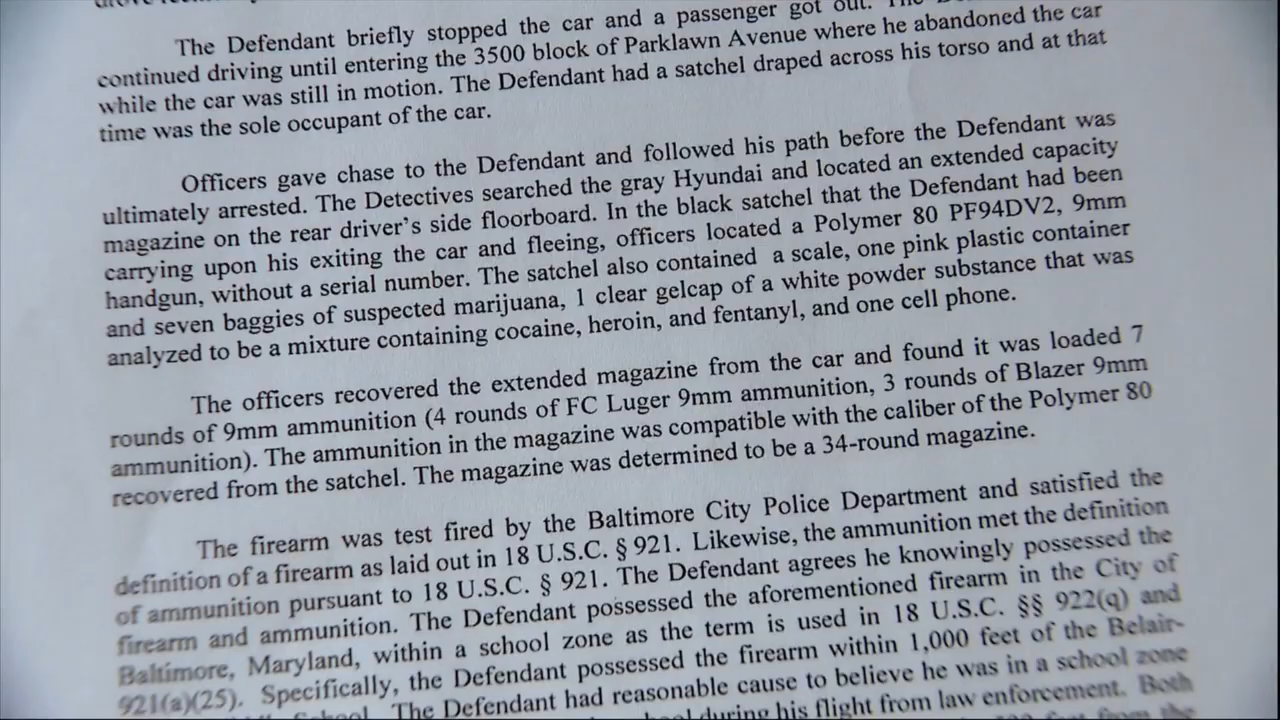 The Defendant briefly stopped the car and a passenger got out. The
continued driving until entering the 3500 block of Parklawn Avenue where he abandoned the car
while the car was still in motion. The Defendant had a satchel draped across his torso and at that
time was the sole occupant of the car.
Officers gave chase to the Defendant and followed his path before the Defendant was
ultimately arrested. The Detectives searched the gray Hyundai and located an extended capacity
magazine on the rear driver's side floorboard. In the black satchel that the Defendant had been
carrying upon his exiting the car and fleeing, officers located a Polymer 80 PF94DV2, 9mm
handgun, without a serial number. The satchel also contained a scale, one pink plastic container
and seven baggies of suspected marijuana, 1 clear gelcap of a white powder substance that was
analyzed to be a mixture containing cocaine, heroin, and fentanyl, and one cell phone.
The officers recovered the extended magazine from the car and found it was loaded 7
rounds of 9mm ammunition (4 rounds of FC Luger 9mm ammunition, 3 rounds of Blazer 9mm
ammunition). The ammunition in the magazine was compatible with the caliber of the Polymer 80
recovered from the satchel. The magazine was determined to be a 34-round magazine.
The firearm was test fired by the Baltimore City Police Department and satisfied the
definition of a firearm as laid out in 18 U.S.C. § 921. Likewise, the ammunition met the definition
of ammunition pursuant to 18 U.S.C. § 921. The Defendant agrees he knowingly possessed the
firearm and ammunition. The Defendant possessed the aforementioned firearm in the City of
Baltimore, Maryland, within a school zone as the term is used in 18 U.S.C. §§ 922(q) and
921(a)(25). Specifically, the Defendant possessed the firearm within 1,000 feet of the Belair-
School. The Defendant had reasonable cause to believe he was in a school zone
during his flight from law enforcement. Both